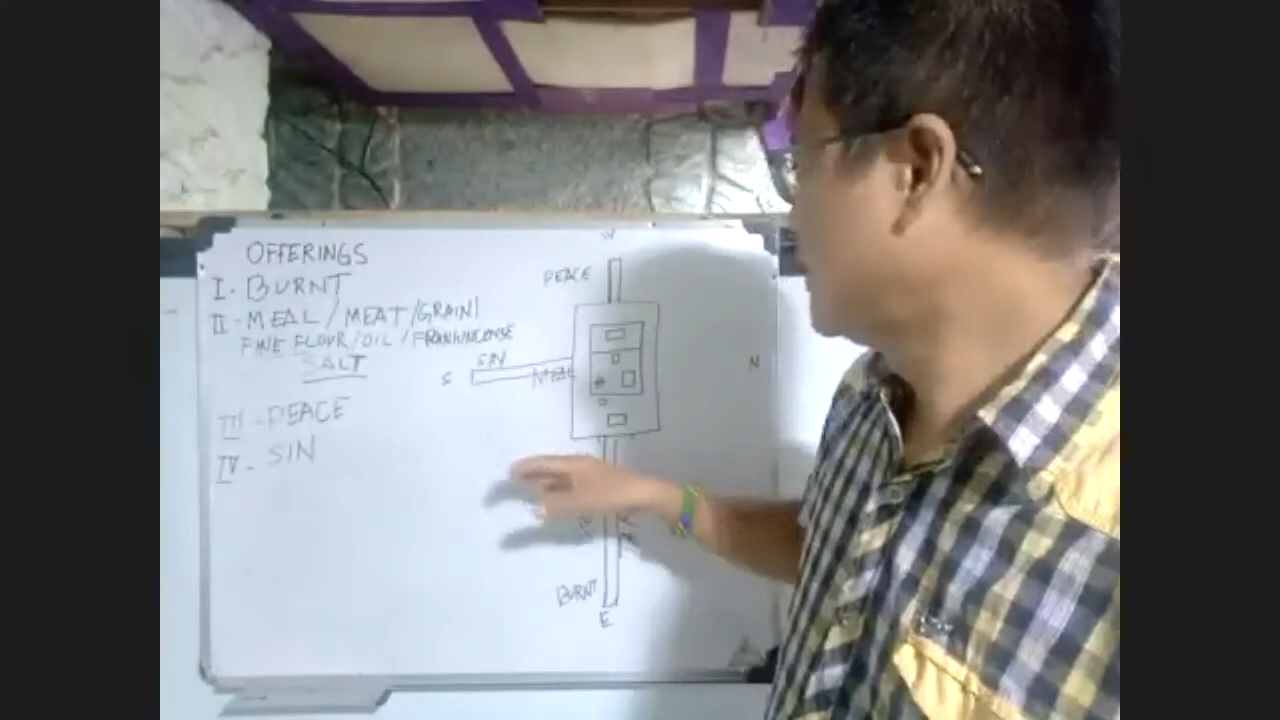 OFFERINGS
I - BURNT
II - MEAL / MEAT / GRAIN
FINE FLOUR / OIL / FRANKINCENSE
SALT
III - PEACE
IV - SIN
W
PEACE
SIN
S
MEAL
N
BURNT
E